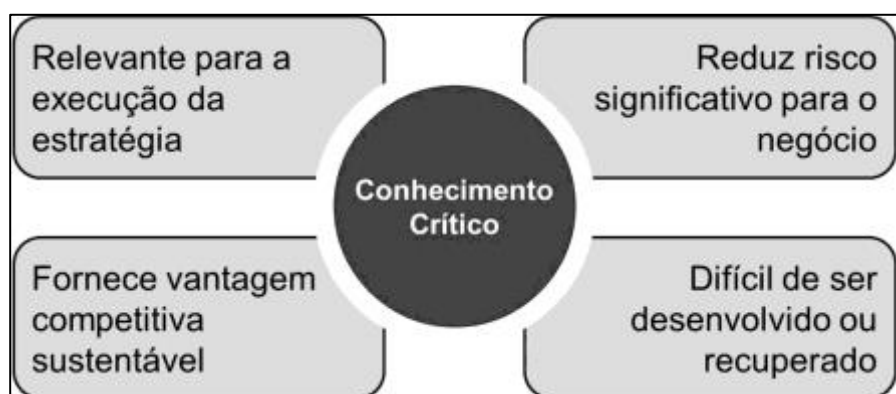 Relevante para a
execução da
estratégia
Reduz risco
significativo para o
negócio
Conhecimento
Crítico
Fornece vantagem
competitiva
sustentável
Difícil de ser
desenvolvido ou
recuperado